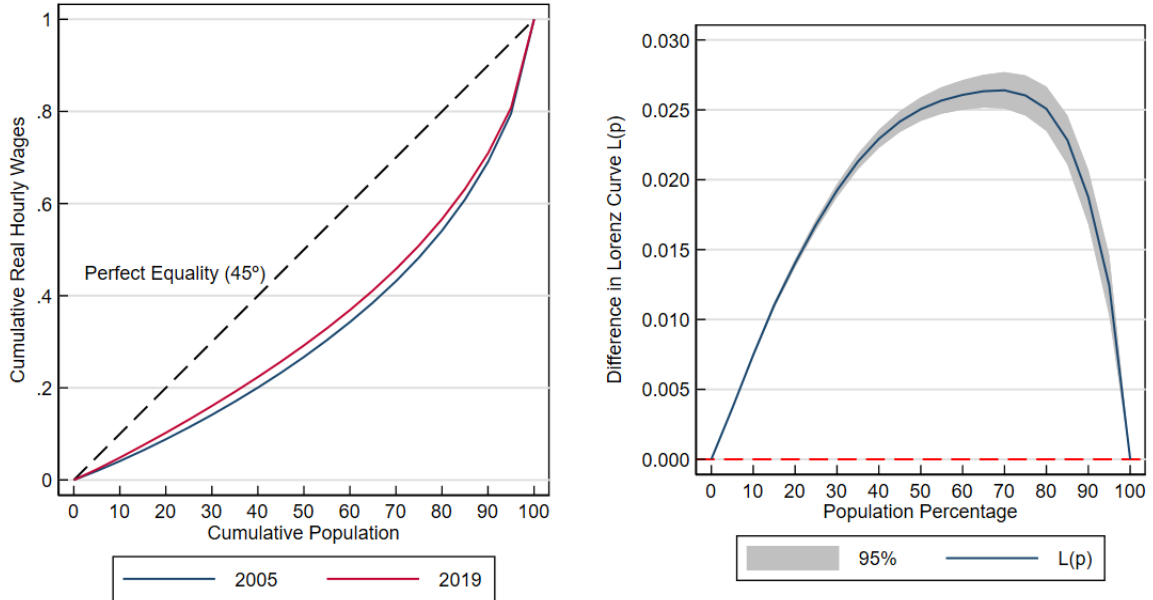 Cumulative Real Hourly Wages
1
.8
.6
.4
.2
0
Perfect Equality (45º)
0 10 20 30 40 50 60 70 80 90 100
Cumulative Population
2005 2019
Difference in Lorenz Curve L(p)
0.030
0.025
0.020
0.015
0.010
0.005
0.000
0 10 20 30 40 50 60 70 80 90 100
Population Percentage
95% L(p)